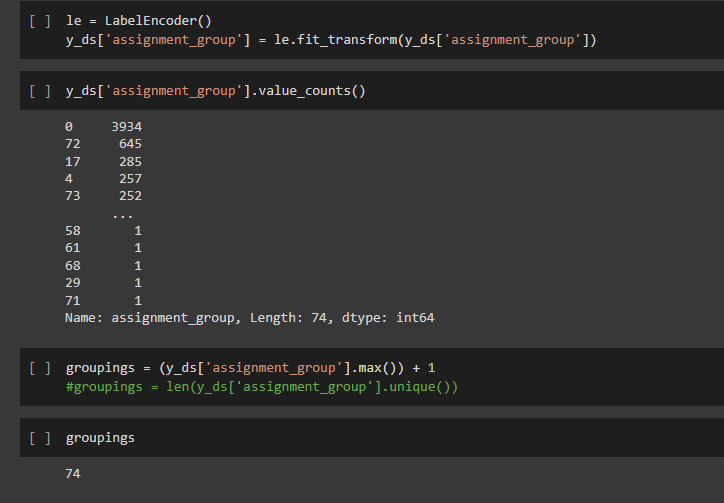 [ ] le = LabelEncoder()
y_ds['assignment_group'] = le.fit_transform(y_ds['assignment_group'])
[ ] y_ds['assignment_group'].value_counts()
0 3934
72 645
17 285
4 257
73 252
...
58 1
61 1
68 1
29 1
71 1
Name: assignment_group, Length: 74, dtype: int64
[ ] groupings = (y_ds['assignment_group'].max()) + 1
#groupings = len(y_ds['assignment_group'].unique())
[ ] groupings
74